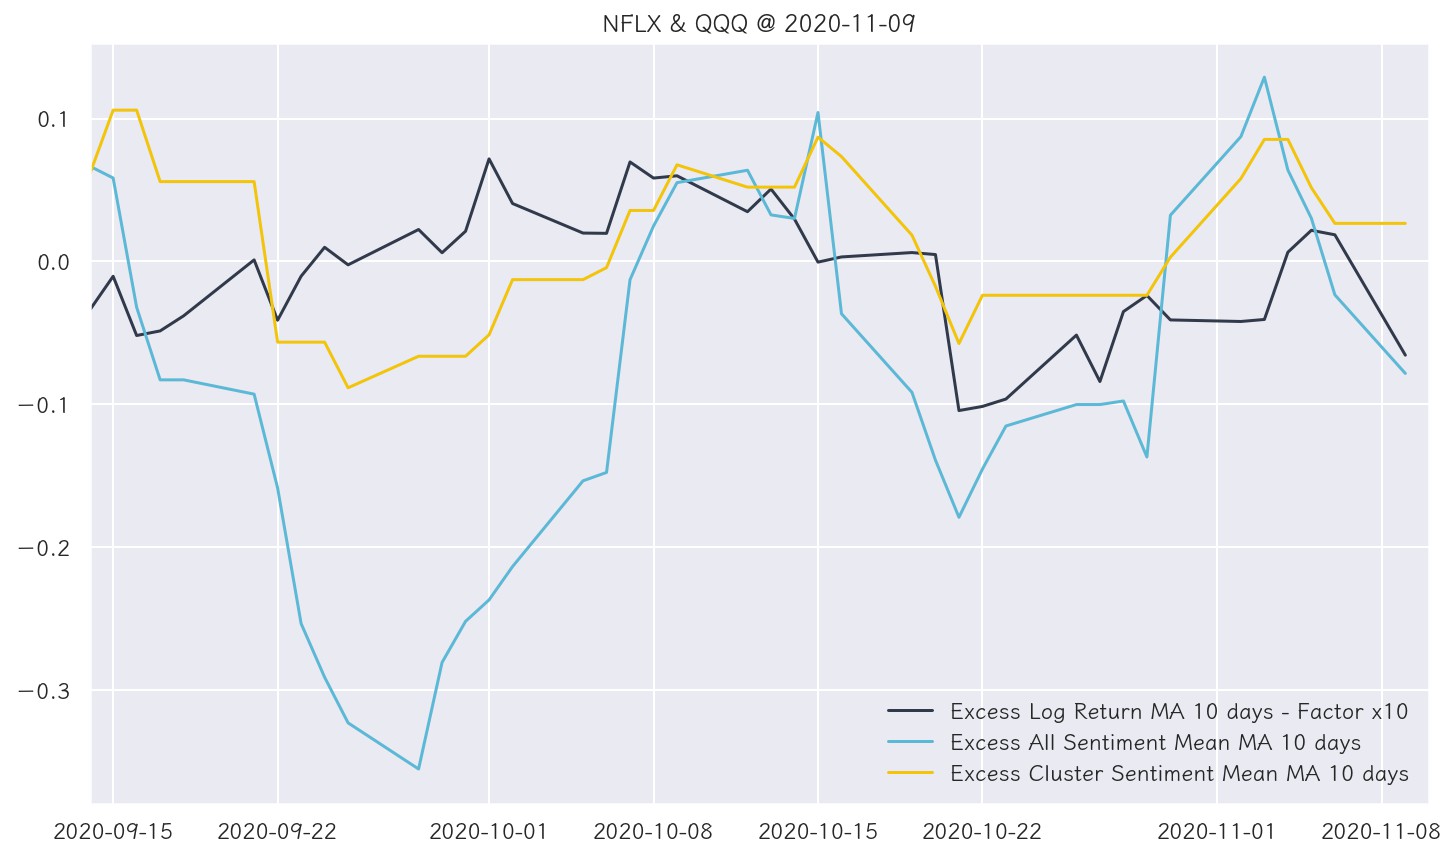 NFLX & QQQ @ 2020-11-09
0.1
0.0
−0.1
−0.2
−0.3
Excess Log Return MA 10 days - Factor x10
Excess All Sentiment Mean MA 10 days
Excess Cluster Sentiment Mean MA 10 days
2020-09-15 2020-09-22 2020-10-01 2020-10-08 2020-10-15 2020-10-22 2020-11-01 2020-11-08